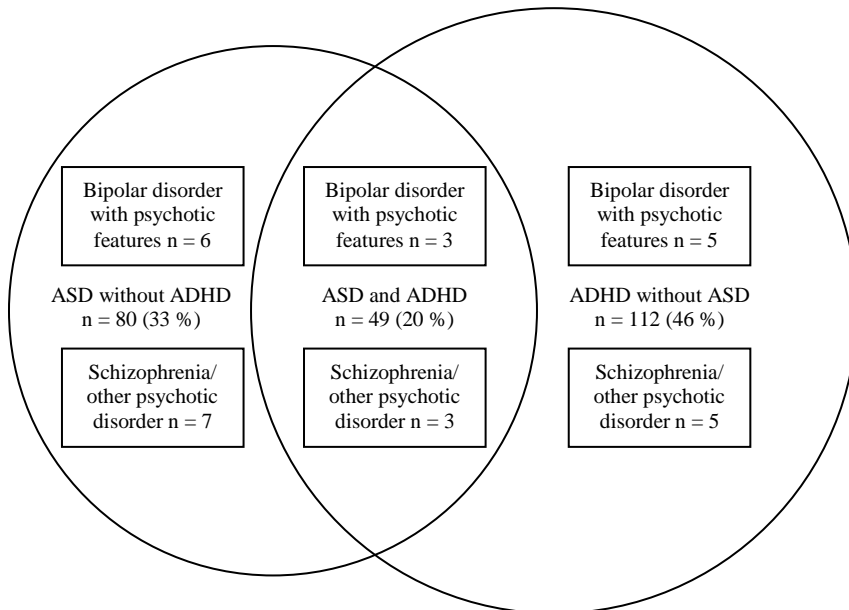 Bipolar disorder
with psychotic
features n = 6
ASD without ADHD
n = 80 (33 %)
Schizophrenia/
other psychotic
disorder n = 7
Bipolar disorder
with psychotic
features n = 3
ASD and ADHD
n = 49 (20 %)
Schizophrenia/
other psychotic
disorder n = 3
Bipolar disorder
with psychotic
features n = 5
ADHD without ASD
n = 112 (46 %)
Schizophrenia/
other psychotic
disorder n = 5